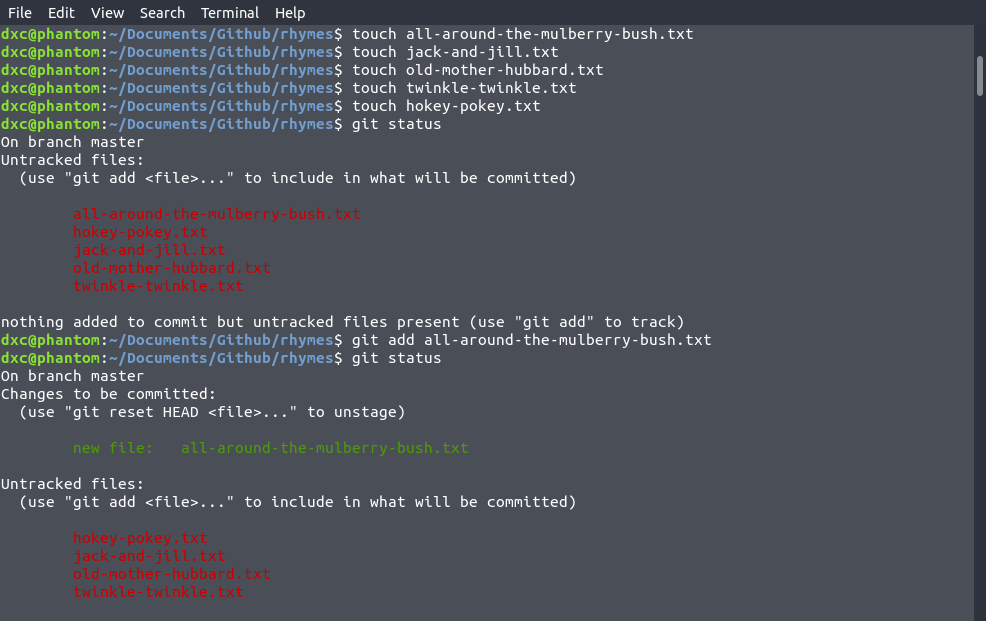 File Edit View Search Terminal Help
dxc@phantom:~/Documents/Github/rhymes$ touch all-around-the-mulberry-bush.txt
dxc@phantom:~/Documents/Github/rhymes$ touch jack-and-jill.txt
dxc@phantom:~/Documents/Github/rhymes$ touch old-mother-hubbard.txt
dxc@phantom:~/Documents/Github/rhymes$ touch twinkle-twinkle.txt
dxc@phantom:~/Documents/Github/rhymes$ touch hokey-pokey.txt
dxc@phantom:~/Documents/Github/rhymes$ git status
On branch master
Untracked files:
  (use "git add <file>..." to include in what will be committed)
        all-around-the-mulberry-bush.txt
        hokey-pokey.txt
        jack-and-jill.txt
        old-mother-hubbard.txt
        twinkle-twinkle.txt
nothing added to commit but untracked files present (use "git add" to track)
dxc@phantom:~/Documents/Github/rhymes$ git add all-around-the-mulberry-bush.txt
dxc@phantom:~/Documents/Github/rhymes$ git status
On branch master
Changes to be committed:
  (use "git reset HEAD <file>..." to unstage)
        new file:   all-around-the-mulberry-bush.txt
Untracked files:
  (use "git add <file>..." to include in what will be committed)
        hokey-pokey.txt
        jack-and-jill.txt
        old-mother-hubbard.txt
        twinkle-twinkle.txt